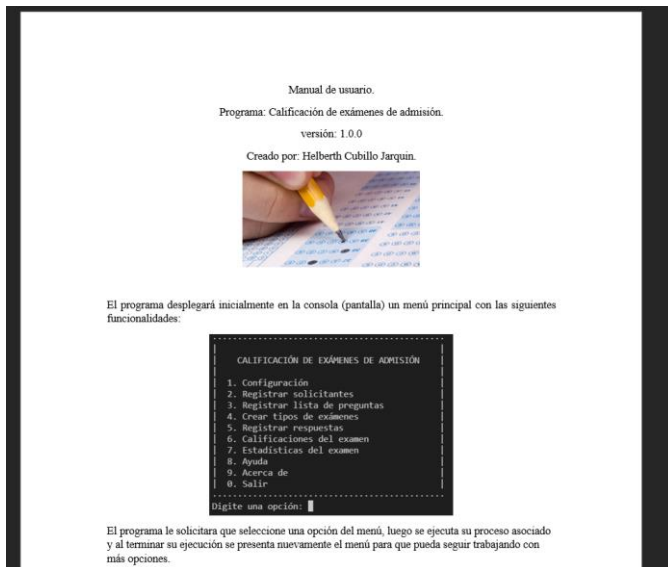 Manual de usuario.
Programa: Calificación de exámenes de admisión.
versión: 1.0.0
Creado por: Helberth Cubillo Jarquin.
El programa desplegará inicialmente en la consola (pantalla) un menú principal con las siguientes
funcionalidades:
CALIFICACIÓN DE EXÁMENES DE ADMISIÓN
1. Configuración
2. Registrar solicitantes
3. Registrar lista de preguntas
4. Crear tipos de exámenes
5. Registrar respuestas
6. Calificaciones del examen
7. Estadísticas del examen
8. Ayuda
9. Acerca de
0. Salir
Digite una opción:
El programa le solicitara que seleccione una opción del menú, luego se ejecuta su proceso asociado
y al terminar su ejecución se presenta nuevamente el menú para que pueda seguir trabajando con
más opciones.